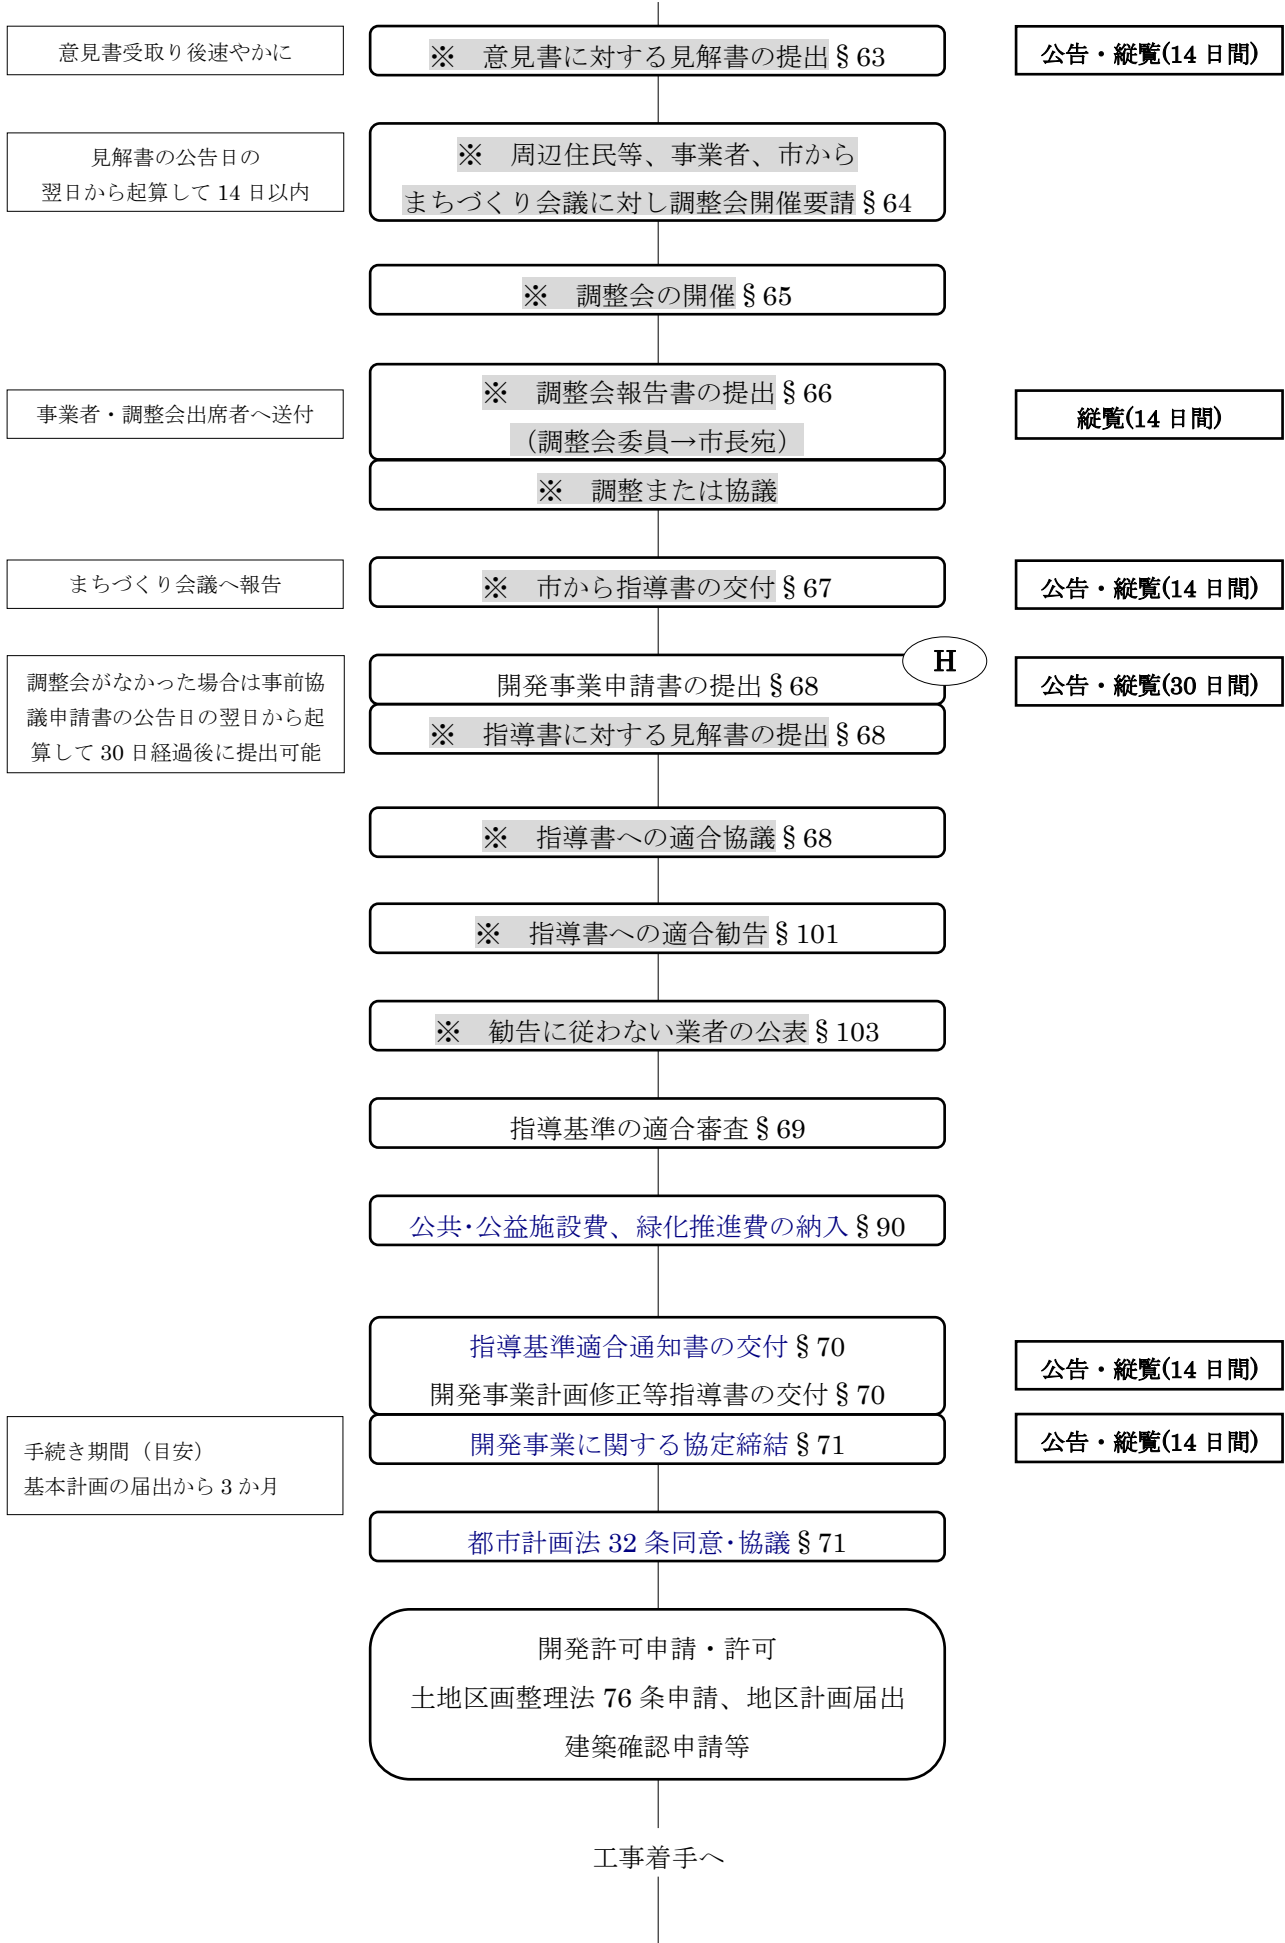 意見書受取り後速やかに
※　意見書に対する見解書の提出§63
公告・縦覧(14 日間)
見解書の公告日の
翌日から起算して 14 日以内
※　周辺住民等、事業者、市から
まちづくり会議に対し調整会開催要請§64
※　調整会の開催§65
事業者・調整会出席者へ送付
※　調整会報告書の提出§66
（調整会委員→市長宛）
縦覧(14 日間)
※　調整または協議
まちづくり会議へ報告
※　市から指導書の交付§67
公告・縦覧(14 日間)
調整会がなかった場合は事前協
議申請書の公告日の翌日から起
算して 30 日経過後に提出可能
H
開発事業申請書の提出§68
公告・縦覧(30 日間)
※　指導書に対する見解書の提出§68
※　指導書への適合協議§68
※　指導書への適合勧告§101
※　勧告に従わない業者の公表§103
指導基準の適合審査§69
公共･公益施設費、緑化推進費の納入§90
指導基準適合通知書の交付§70
開発事業計画修正等指導書の交付§70
公告・縦覧(14 日間)
手続き期間（目安）
基本計画の届出から 3 か月
開発事業に関する協定締結§71
公告・縦覧(14 日間)
都市計画法 32 条同意･協議§71
開発許可申請・許可
土地区画整理法 76 条申請、地区計画届出
建築確認申請等
工事着手へ